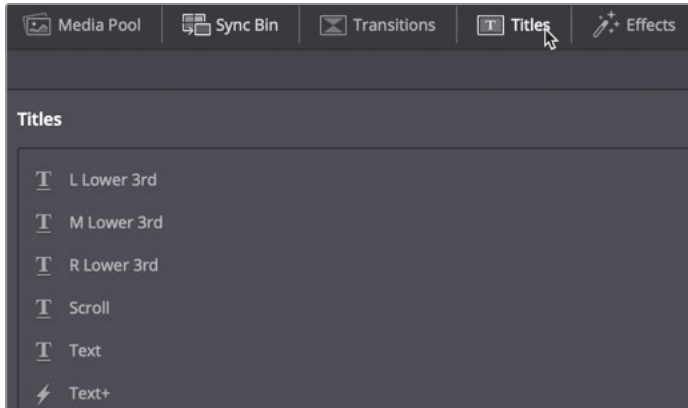 Media Pool Sync Bin Transitions Titles Effects
Titles
L Lower 3rd
M Lower 3rd
R Lower 3rd
Scroll
Text
Text+